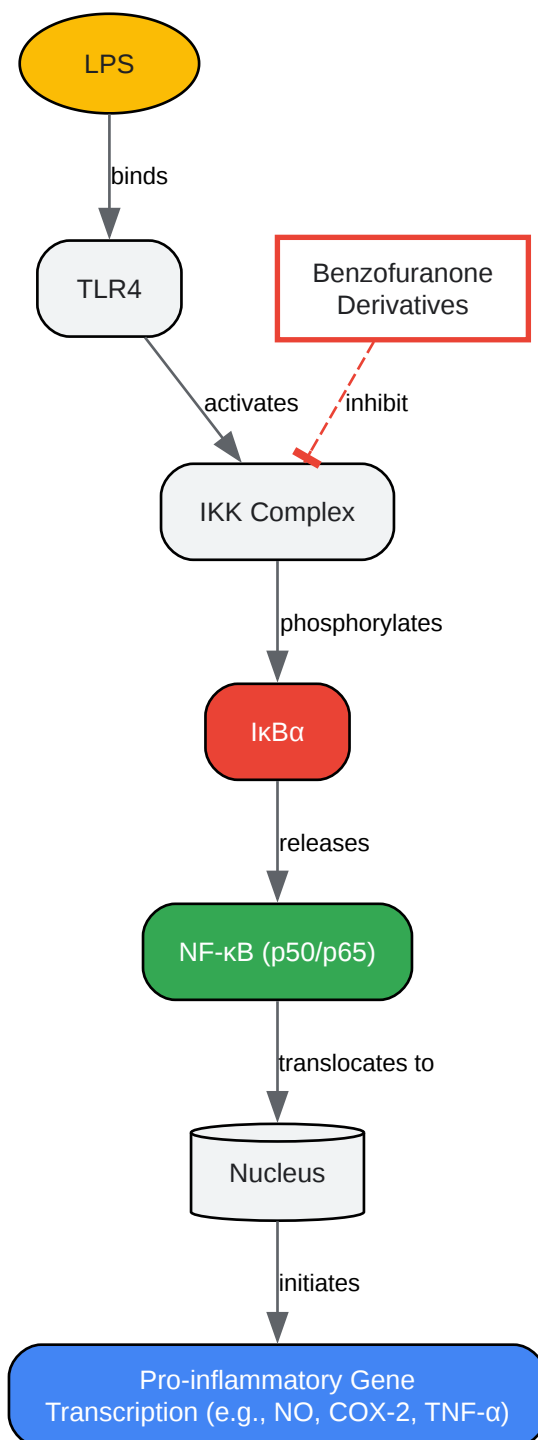 LPS
binds
TLR4
Benzofuranone
Derivatives
activates
inhibit
IKK Complex
phosphorylates
IκBα
releases
NF-κB (p50/p65)
translocates to
Nucleus
initiates
Pro-inflammatory Gene
Transcription (e.g., NO, COX-2, TNF-α)